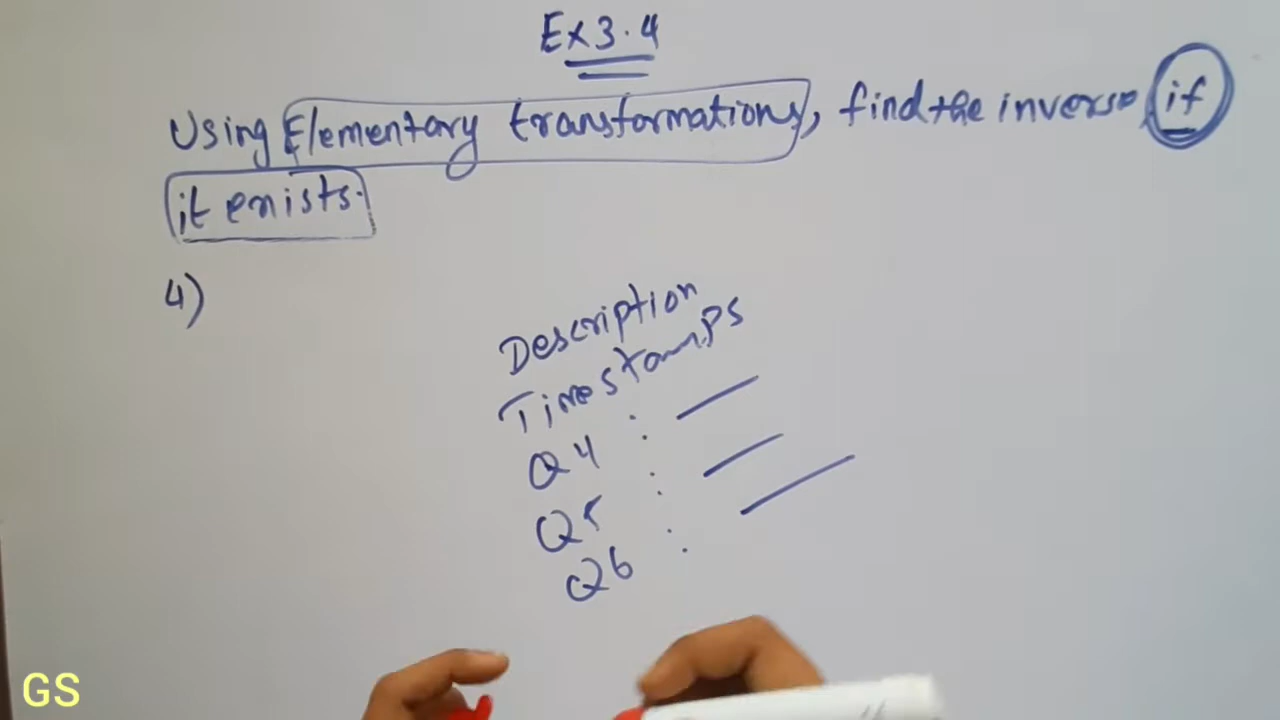 Ex 3.4
Using Elementary transformations, find the inverse, if
it exists.
4)
Description
Timestamps
Q4 :
Q5 :
Q6 :
GS